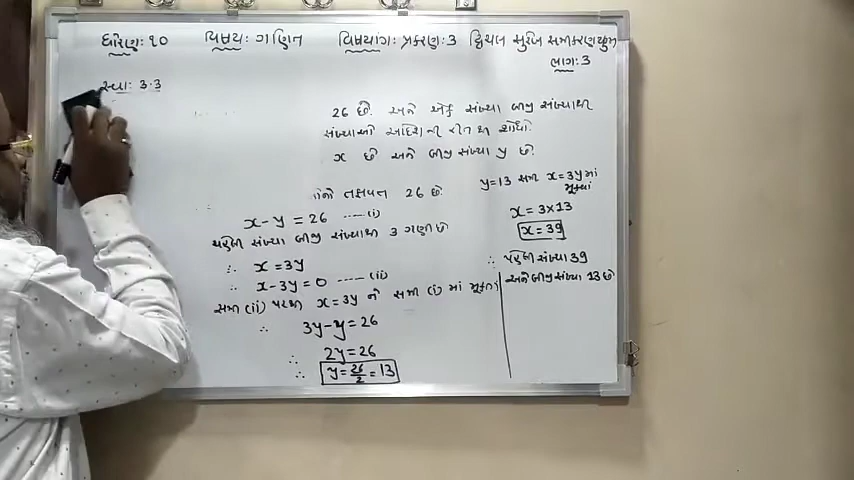 ધોરણ: ૧૦ વિષય: ગણિત વિષયાંગ: પ્રકરણ: 3 દ્વિચલ સુરેખ સમીકરણયુગ્મ
ભાગ: 3
સ્વા: 3.3
26 છે. અને એક સંખ્યા બીજી સંખ્યાથી
સંખ્યાઓ આદેશની રીતથી શોધો.
x છે અને બીજી સંખ્યા y છે.
તફાવત 26 છે.
x-y = 26 ----- (i)
પહેલી સંખ્યા બીજી સંખ્યાથી 3 ગણી છે
∴ x = 3y
∴ x-3y = 0 ----- (ii)
સમી (ii) પરથી x = 3y ને સમી (i) માં મૂકતાં
∴ 3y-y = 26
∴ 2y = 26
∴ y = 26/2 = 13
y=13 સમી x=3y માં
મૂકતાં
x = 3x13
x = 39
∴ પહેલી સંખ્યા 39
અને બીજી સંખ્યા 13 છે